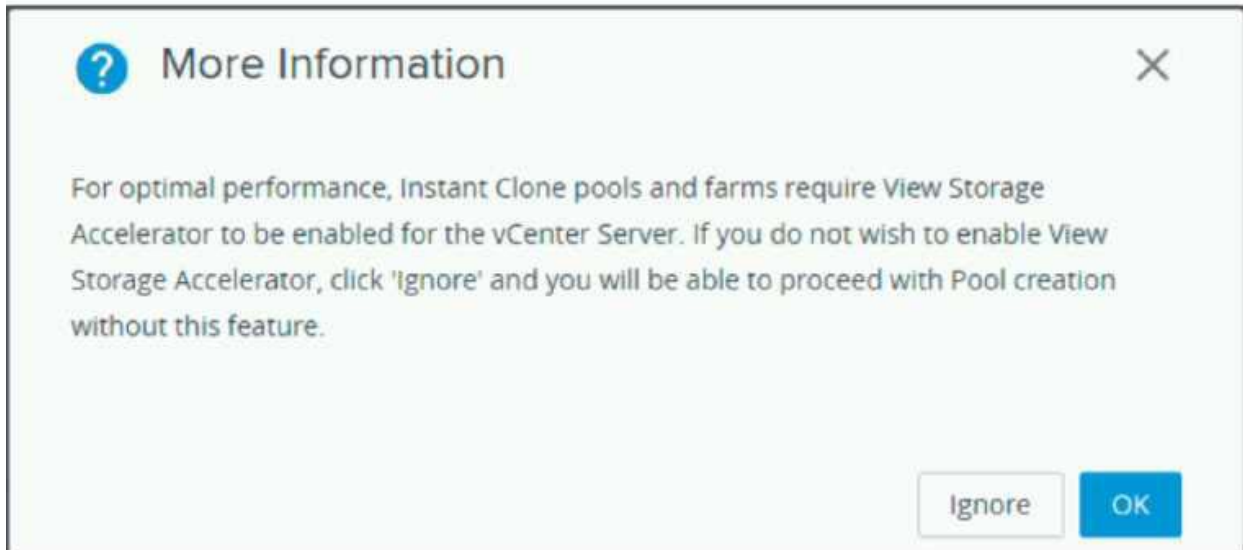 More Information
For optimal performance, Instant Clone pools and farms require View Storage
Accelerator to be enabled for the vCenter Server. If you do not wish to enable View
Storage Accelerator, click 'Ignore' and you will be able to proceed with Pool creation
without this feature.
Ignore OK